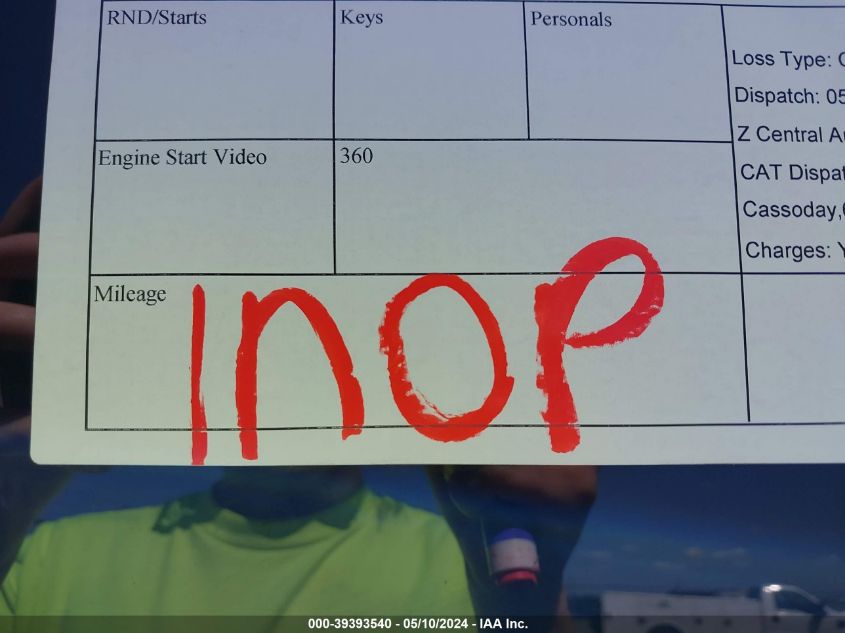 RND/Starts
Keys
Personals
Loss Type:
Dispatch: 05
Z Central
CAT
Cassoday,
Charges:
Engine Start Video
360
Mileage
InOP
000-39393540 - 05/10/2024 - IAA Inc.